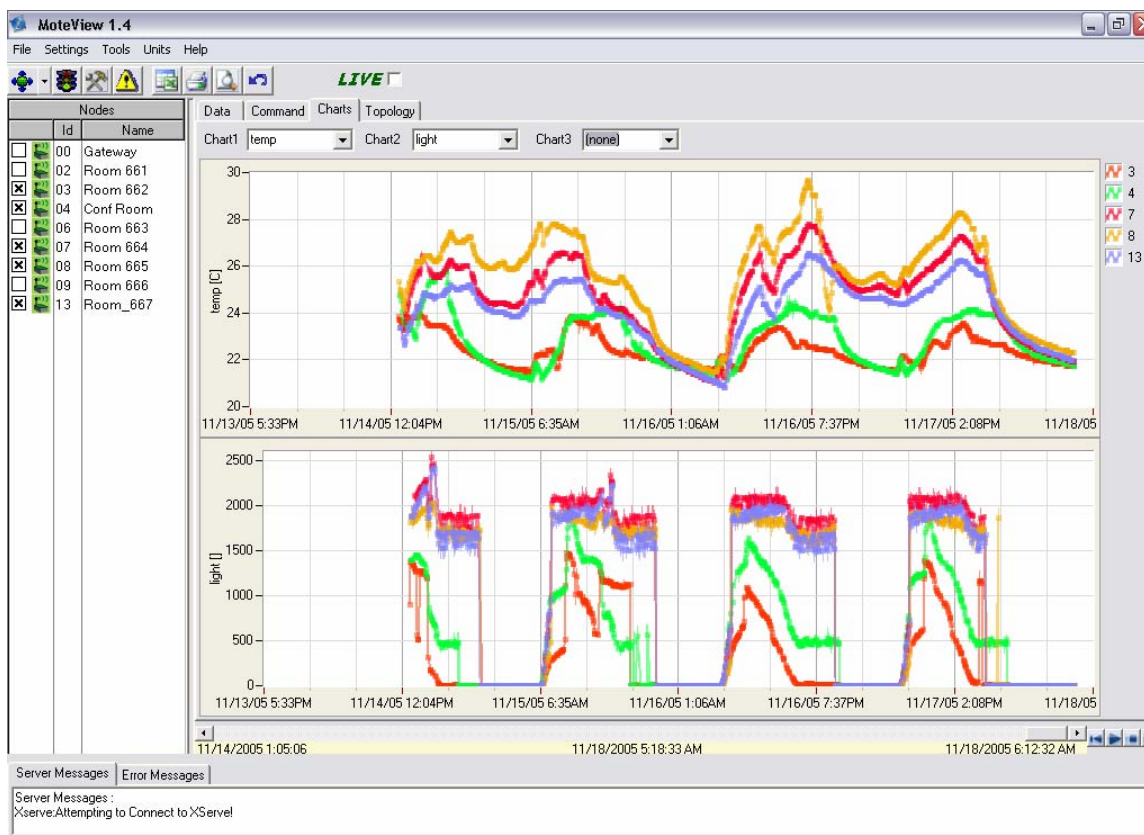 MoteView 1.4
File Settings Tools Units Help
LIVE
Nodes
Id Name
00 Gateway
02 Room 661
03 Room 662
04 Conf Room
06 Room 663
07 Room 664
08 Room 665
09 Room 666
13 Room_667
Data Command Charts Topology
Chart1 temp Chart2 light Chart3 (none)
30
28
26
24
22
20
temp [C]
11/13/05 5:33PM 11/14/05 12:04PM 11/15/05 6:35AM 11/16/05 1:06AM 11/16/05 7:37PM 11/17/05 2:08PM 11/18/05
3
4
7
8
13
2500
2000
1500
1000
500
0
light []
11/13/05 5:33PM 11/14/05 12:04PM 11/15/05 6:35AM 11/16/05 1:06AM 11/16/05 7:37PM 11/17/05 2:08PM 11/18/05
11/14/2005 1:05:06 11/18/2005 5:18:33 AM 11/18/2005 6:12:32 AM
Server Messages Error Messages
Server Messages :
Xserve:Attempting to Connect to XServe!